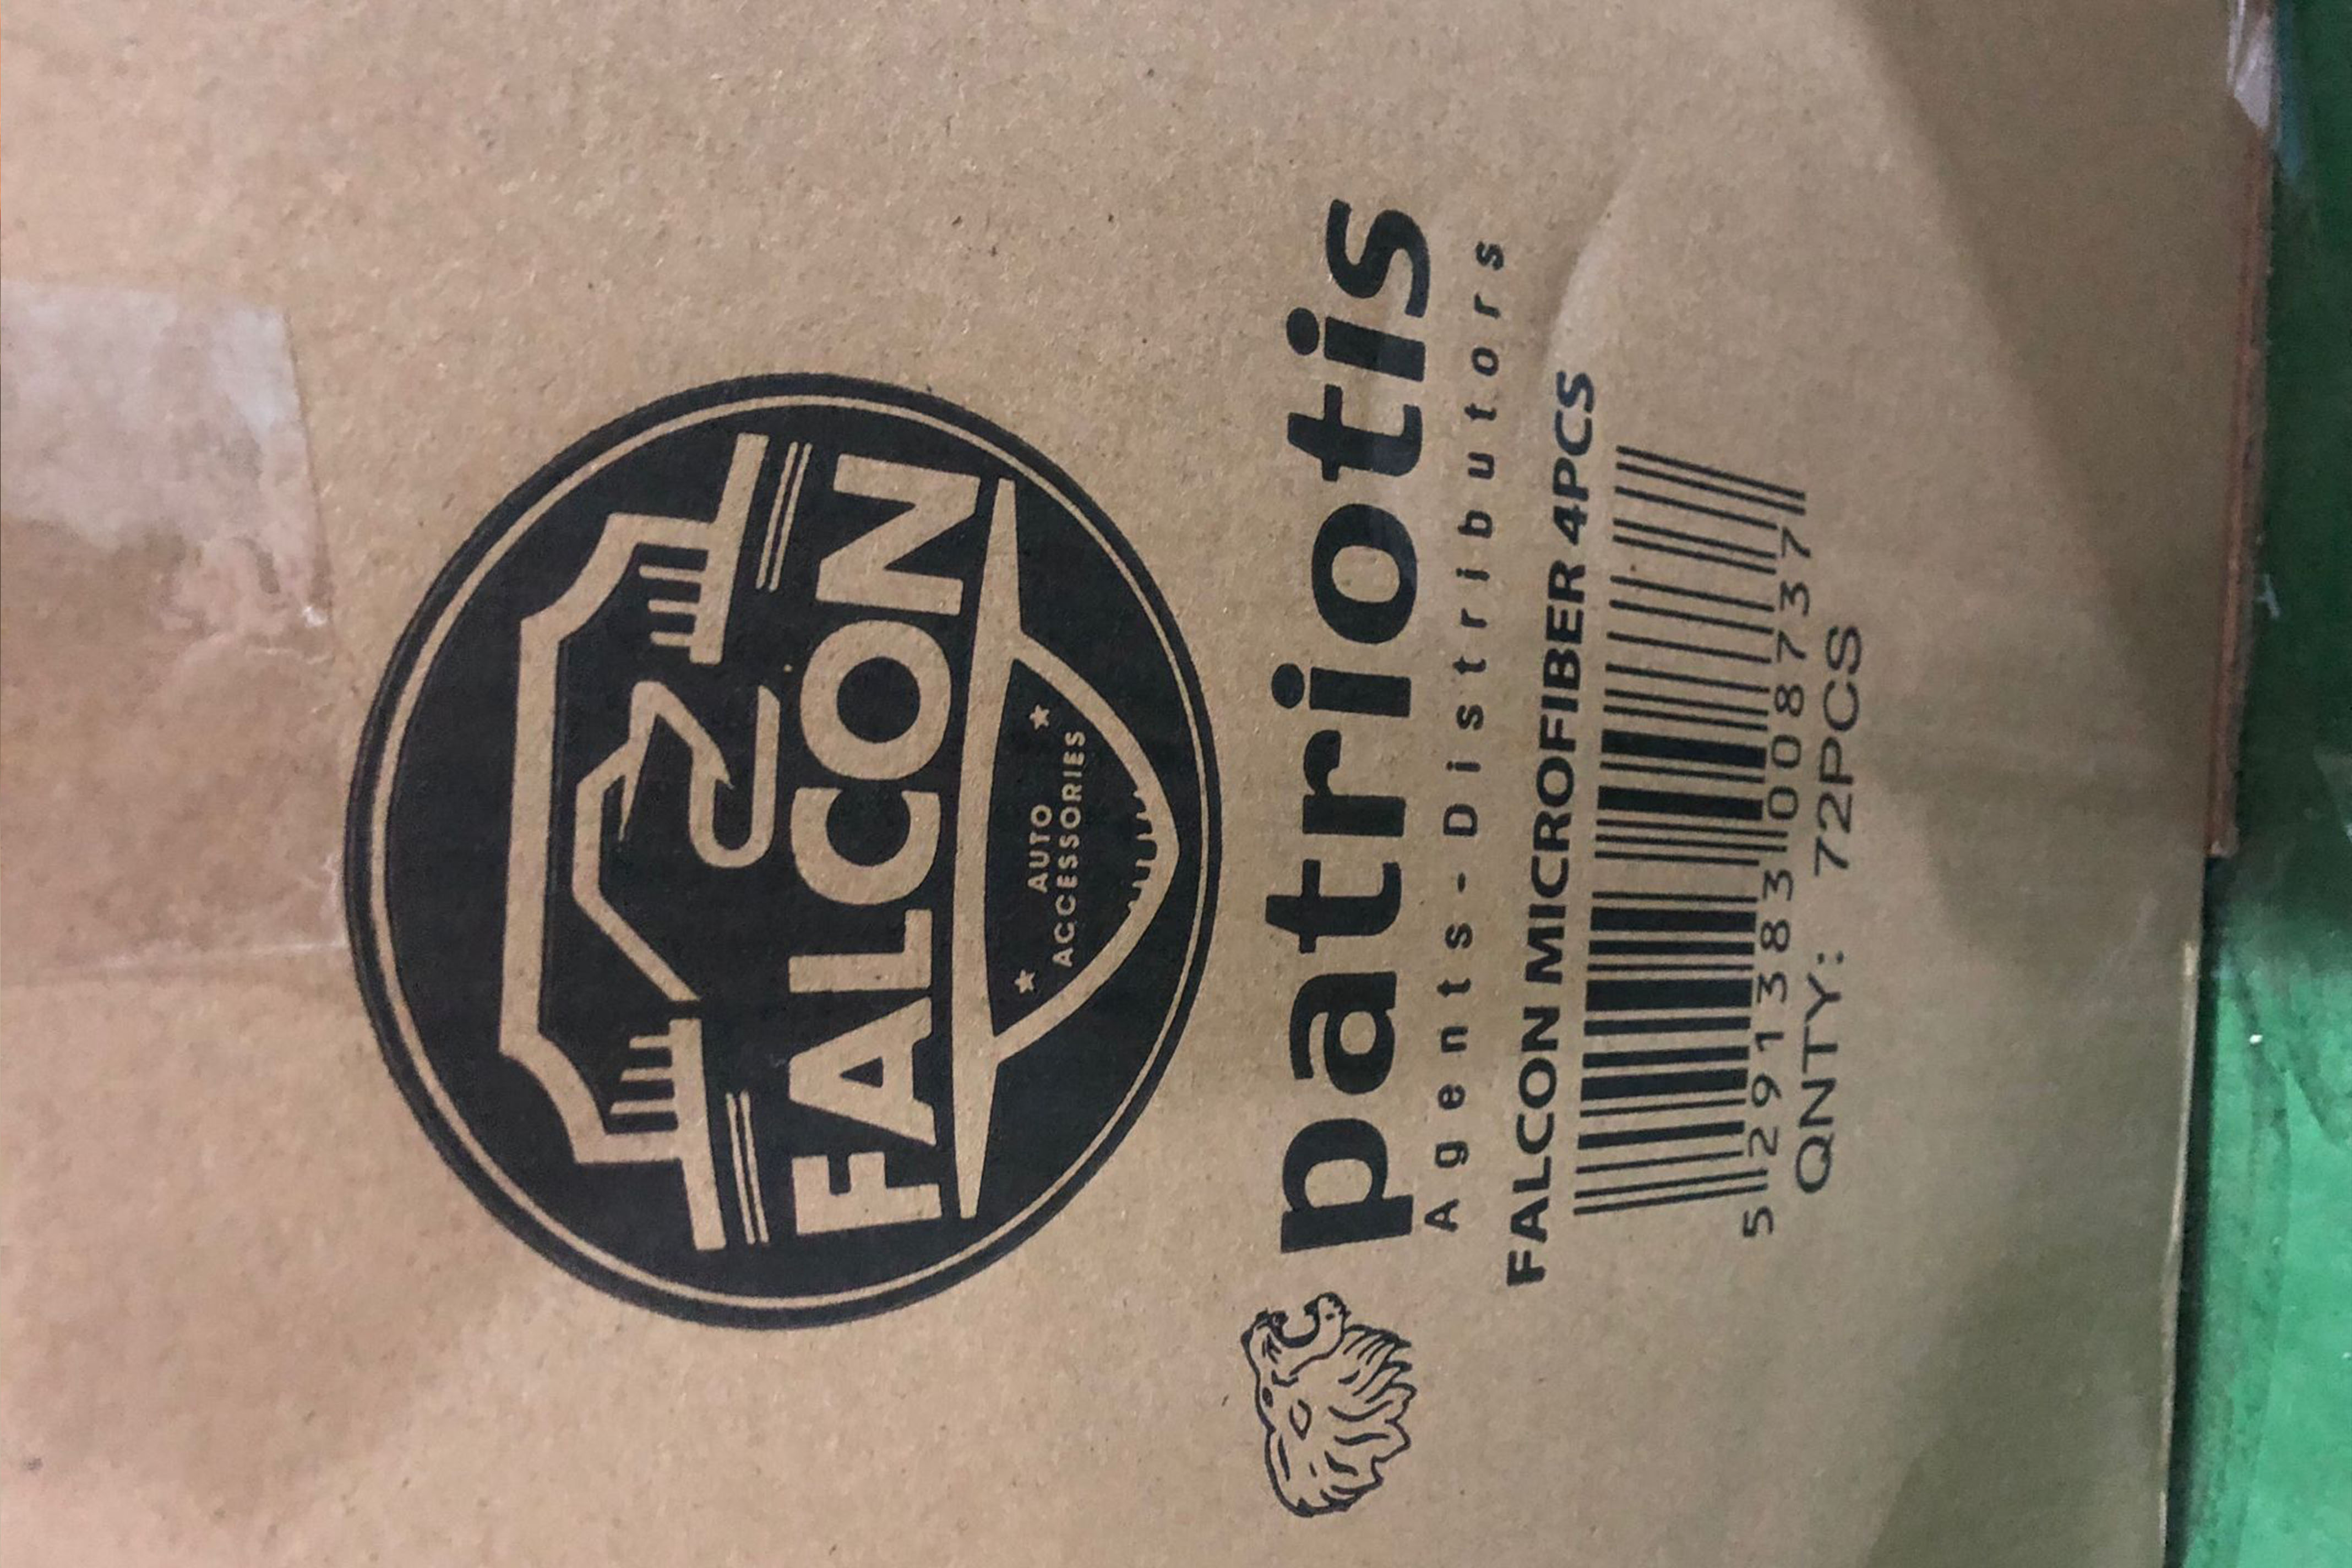 FALCON
AUTO
ACCESSORIES
patriotis
Agents-Distributors
FALCON MICROFIBER 4PCS
5 291383 008737
QNTY: 72PCS